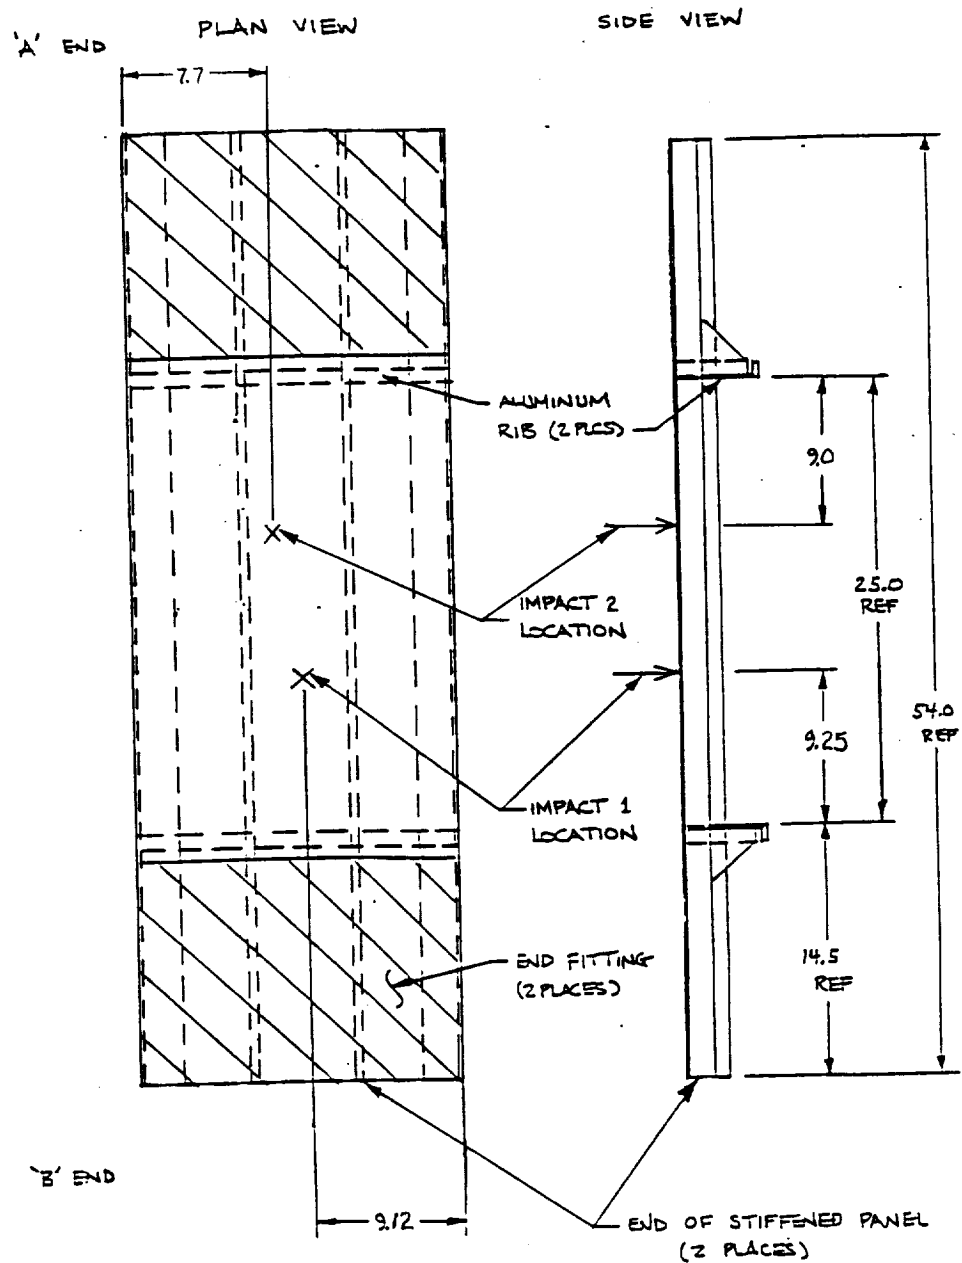 PLAN VIEW
SIDE VIEW
'A' END
7.7
ALUMINUM
RIB (2 PLCS)
9.0
25.0
REF
IMPACT 2
LOCATION
54.0
REF
9.25
IMPACT 1
LOCATION
14.5
REF
END FITTING
(2 PLACES)
'B' END
9.12
END OF STIFFENED PANEL
(2 PLACES)